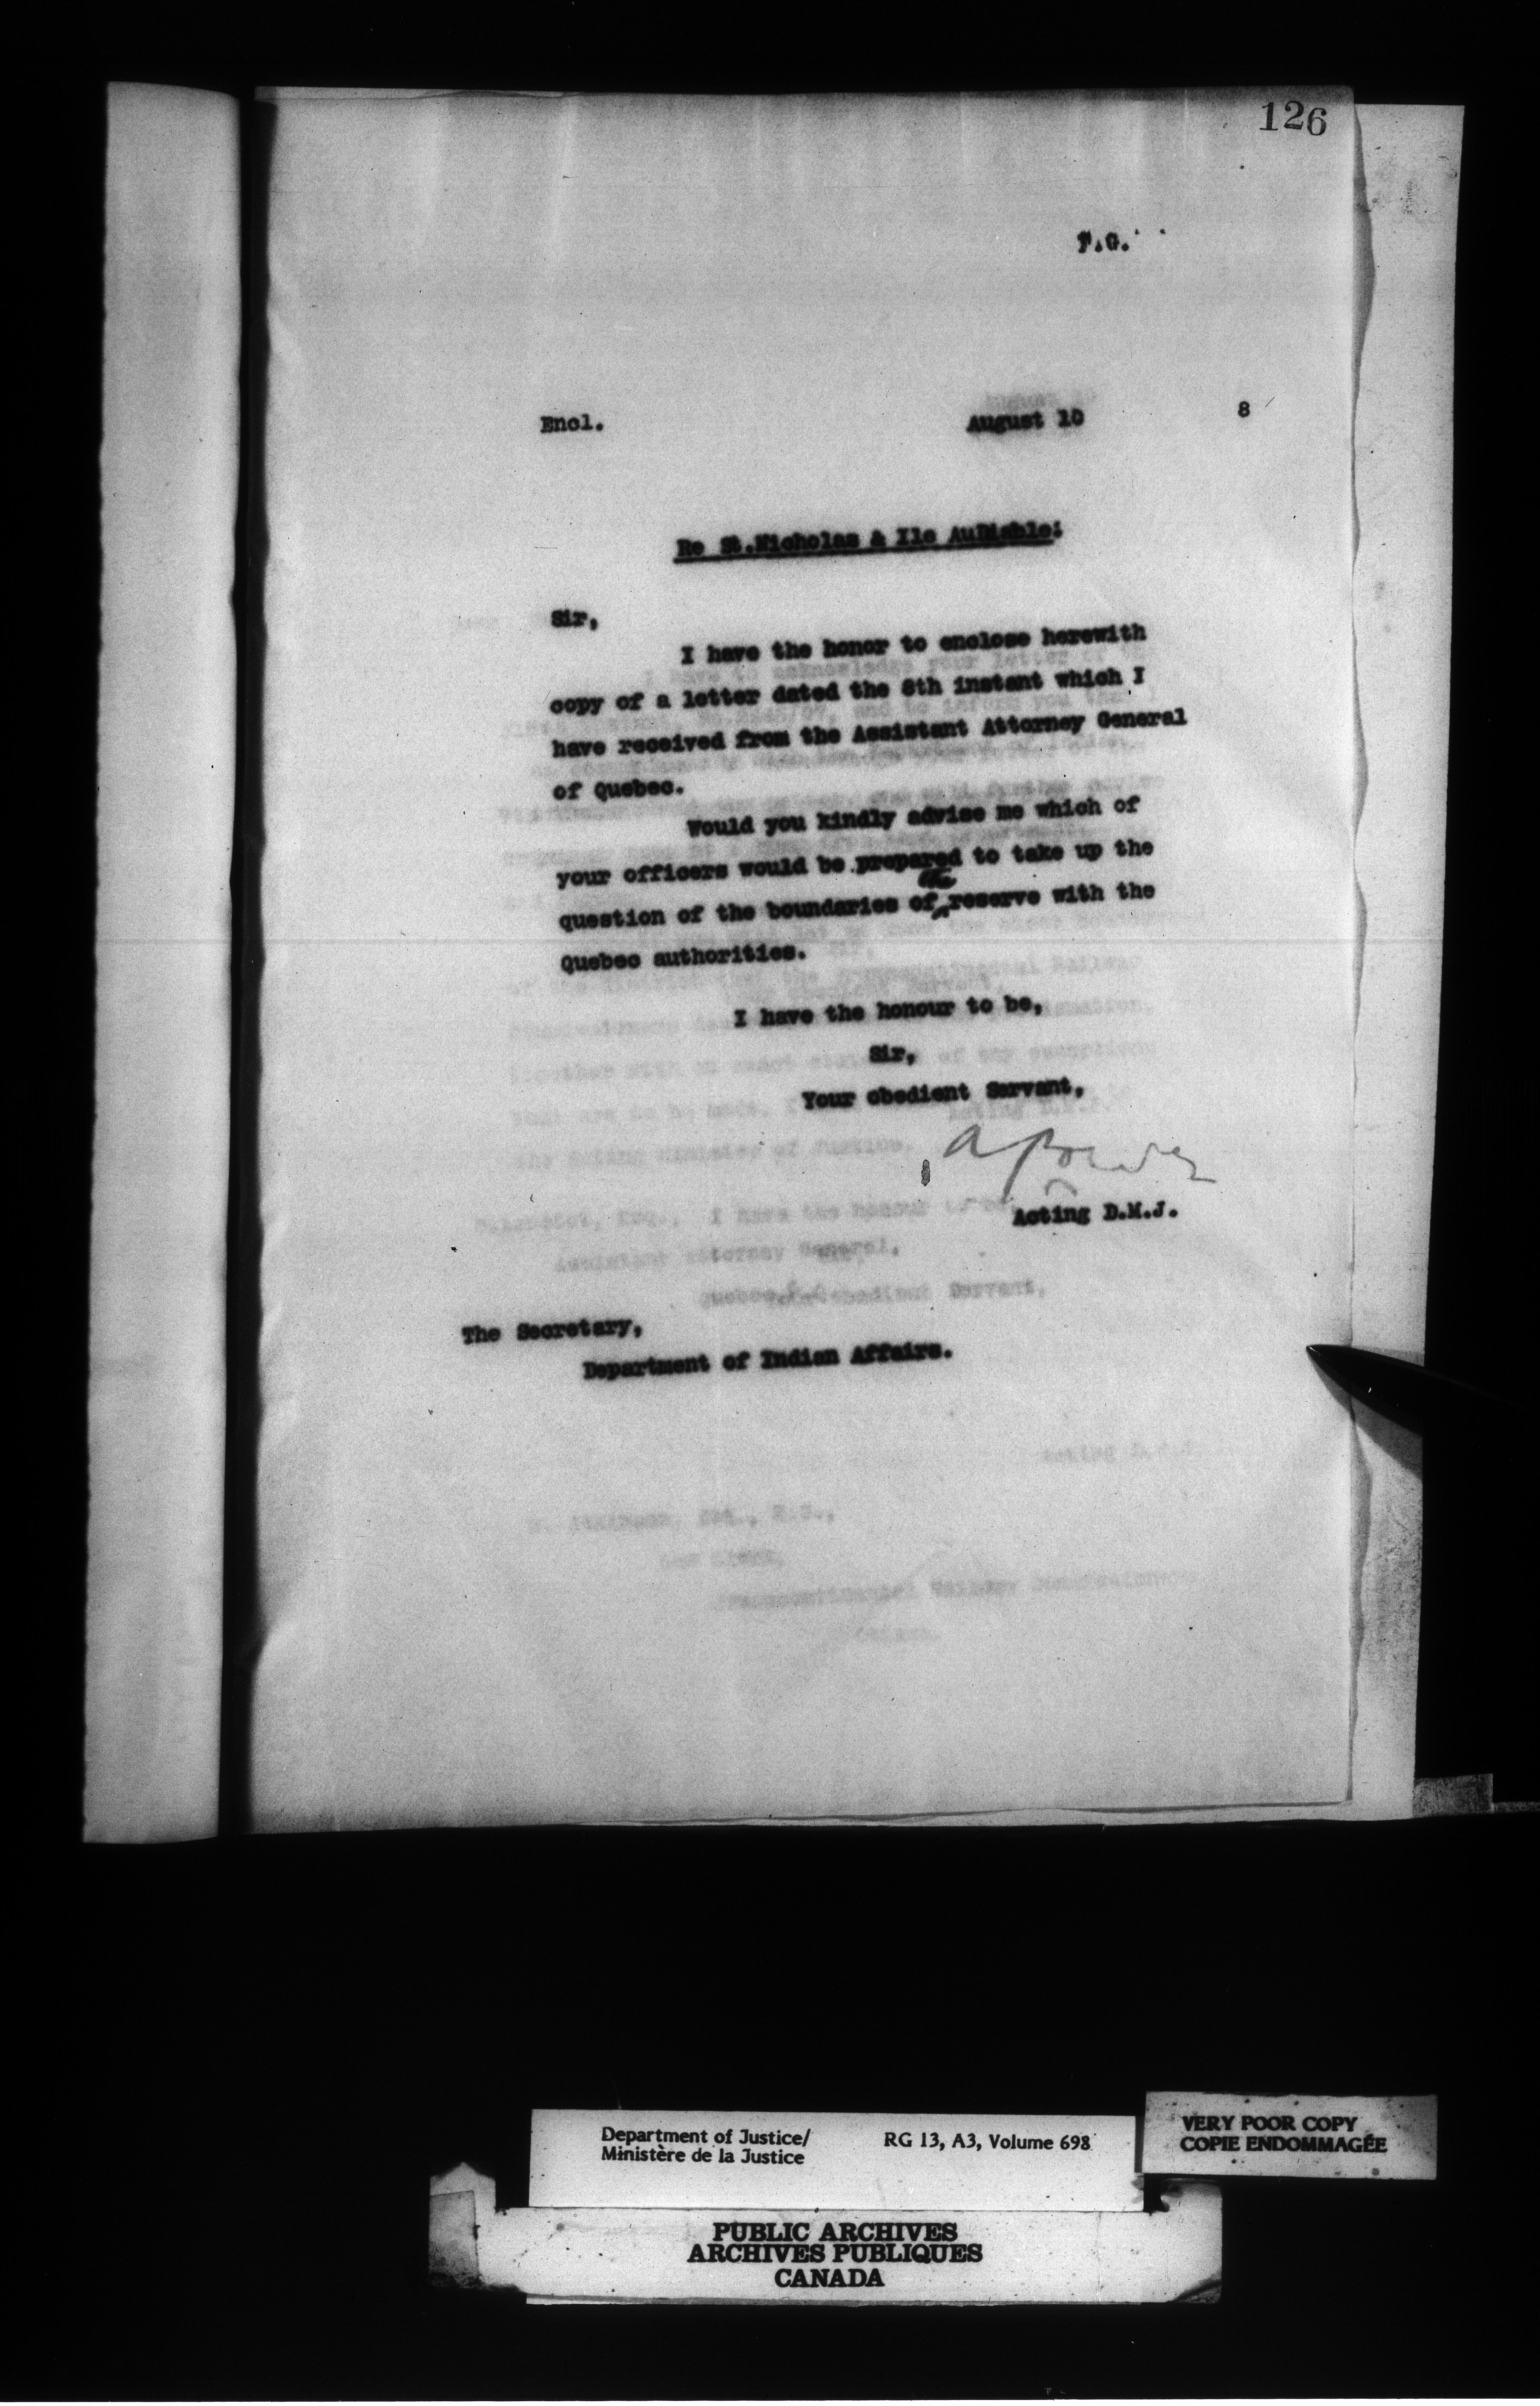 126
F.G.
Encl. August 10 8
Re St.Nicholas & Ile AuDiable:
Sir,
I have the honor to enclose herewith
copy of a letter dated the 8th instant which I
have received from the Assistant Attorney General
of Quebec.
Would you kindly advise me which of
your officers would be prepared to take up the
question of the boundaries of the reserve with the
Quebec authorities.
I have the honour to be,
Sir,
Your obedient Servant,
A Power
Acting D.M.J.
The Secretary,
Department of Indian Affairs.
Department of Justice/
Ministère de la Justice
RG 13, A3, Volume 698
VERY POOR COPY
COPIE ENDOMMAGÉE
PUBLIC ARCHIVES
ARCHIVES PUBLIQUES
CANADA